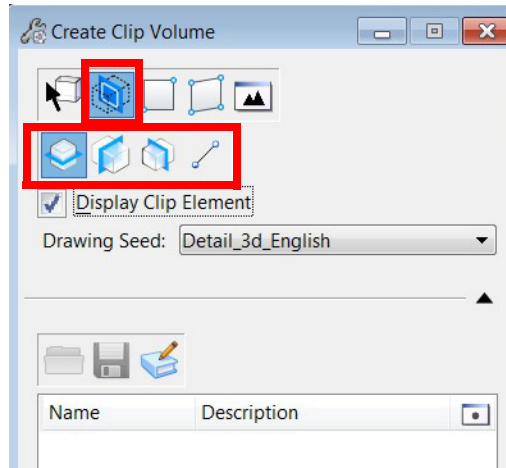 Create Clip Volume
Display Clip Element
Drawing Seed: Detail_3d_English
Name Description